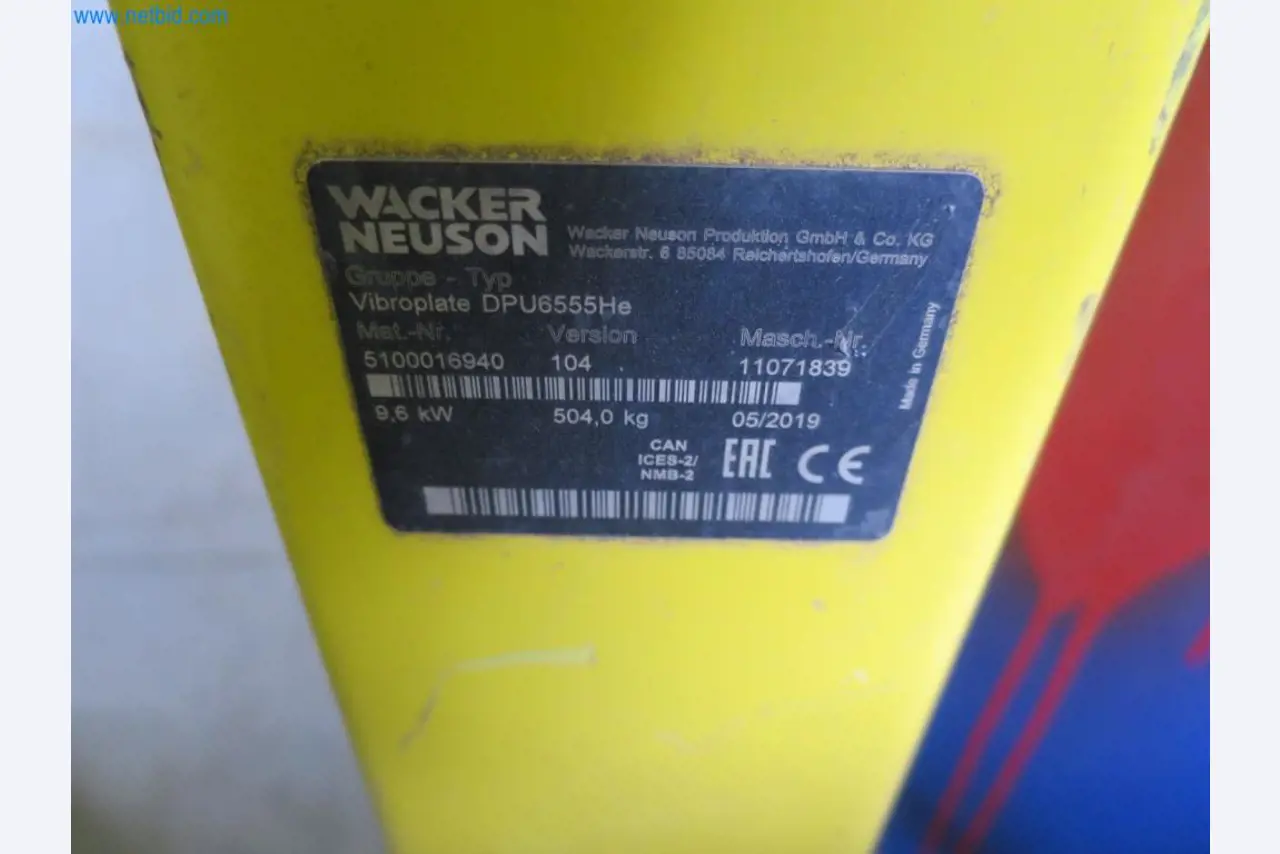 www.netbid.com
WACKER
NEUSON
Wacker Neuson Produktion GmbH & Co. KG
Wackerstr. 6 85084 Reichertshofen/Germany
Gruppe - Typ
Vibroplate DPU6555He
Mat.-Nr. Version Masch.-Nr.
5100016940 104 11071839
9,6 kW 504,0 kg 05/2019
CAN
ICES-2/
NMB-2
EAC CE
Made in Germany